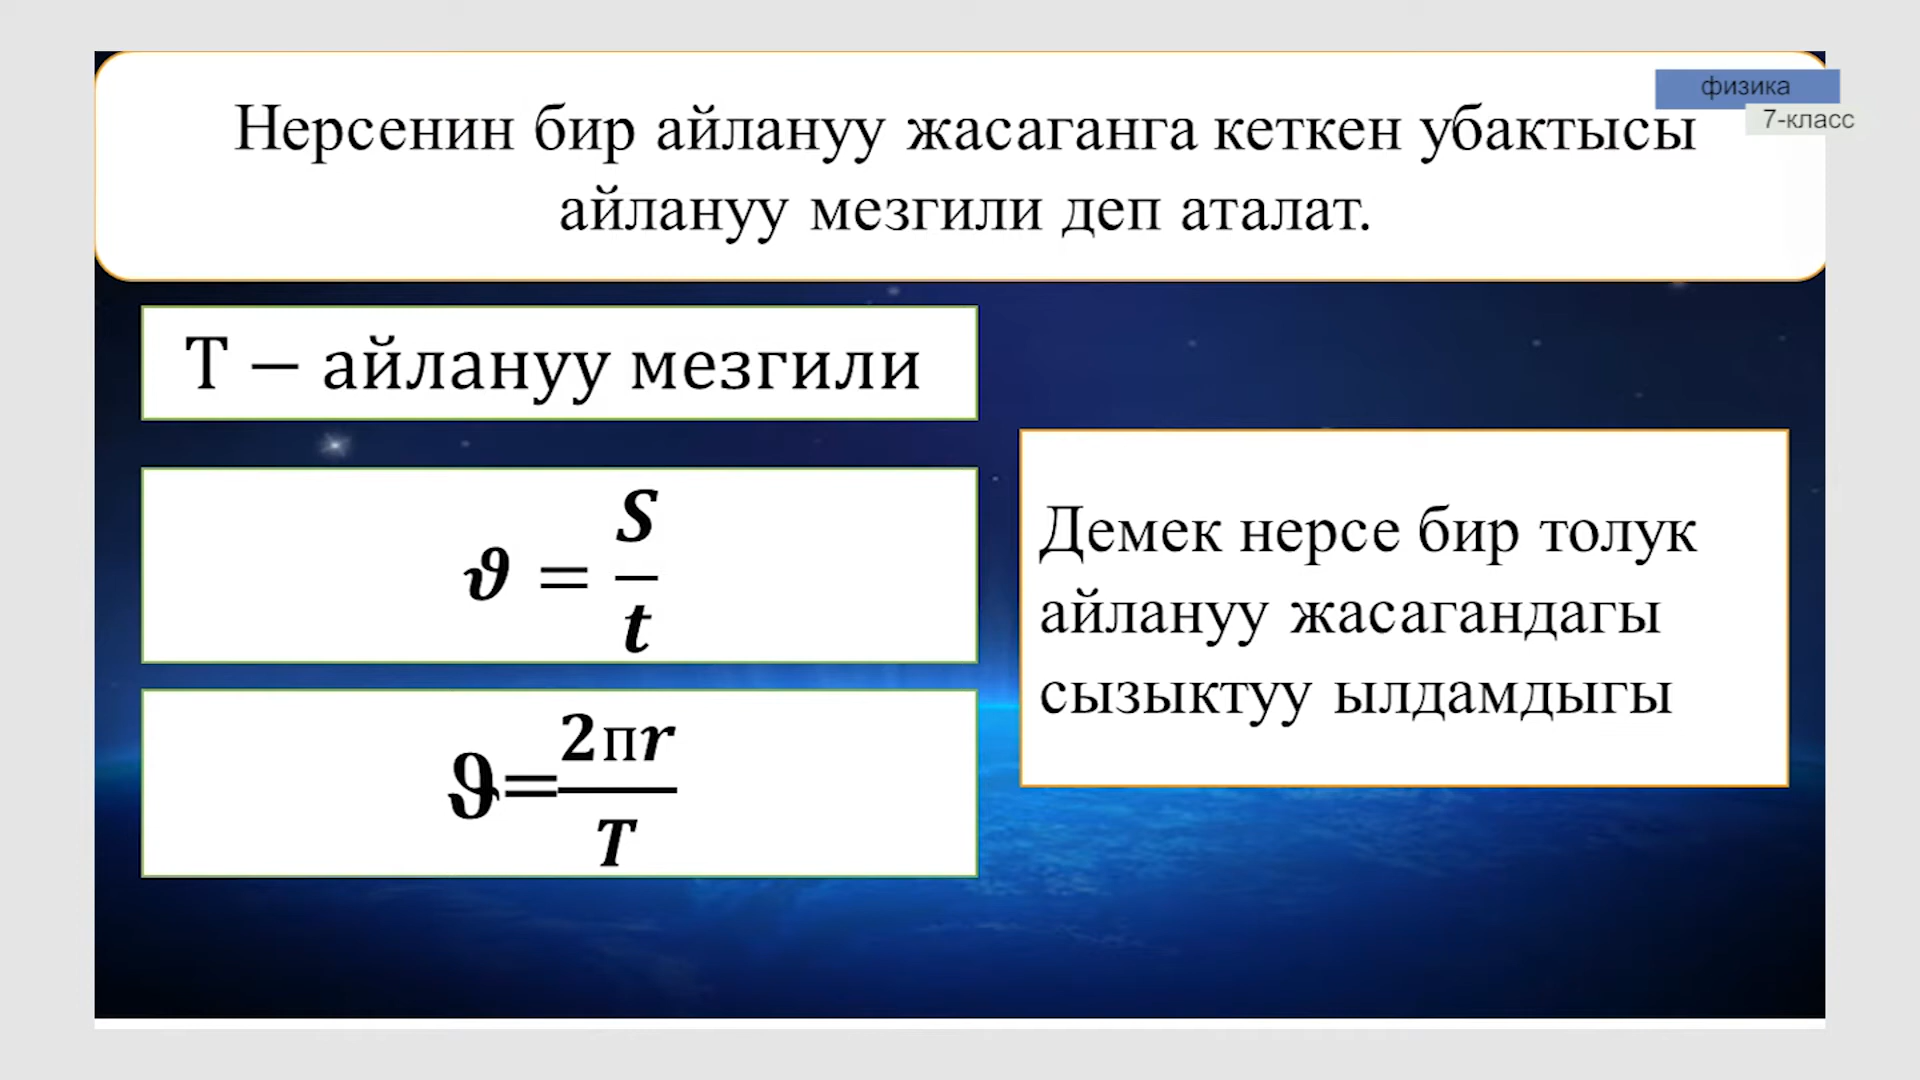 физика
7-класс
Нерсенин бир айлануу жасаганга кеткен убактысы
айлануу мезгили деп аталат.
T − айлануу мезгили
ϑ = S/t
ϑ=2пr/T
Демек нерсе бир толук
айлануу жасагандагы
сызыктуу ылдамдыгы